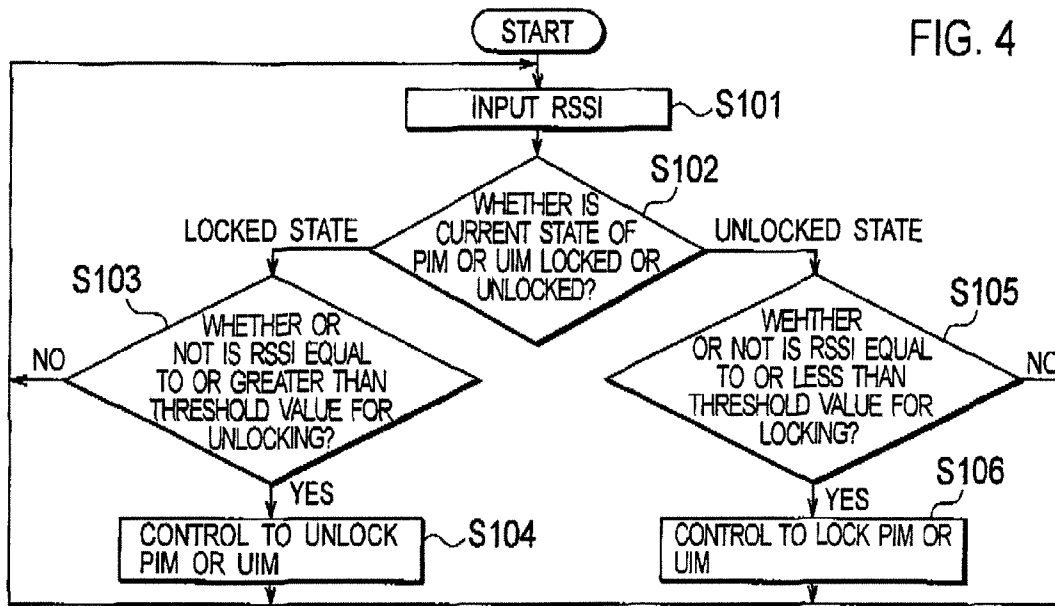 START
FIG. 4
INPUT RSSI
S101
S102
WHETHER IS
CURRENT STATE OF
PIM OR UIM LOCKED OR
UNLOCKED?
LOCKED STATE
UNLOCKED STATE
S103
WHETHER OR
NOT IS RSSI EQUAL
TO OR GREATER THAN
THRESHOLD VALUE FOR
UNLOCKING?
NO
YES
S105
WEHTHER
OR NOT IS RSSI EQUAL
TO OR LESS THAN
THRESHOLD VALUE FOR
LOCKING?
NO
YES
CONTROL TO UNLOCK
PIM OR UIM
S104
S106
CONTROL TO LOCK PIM OR
UIM